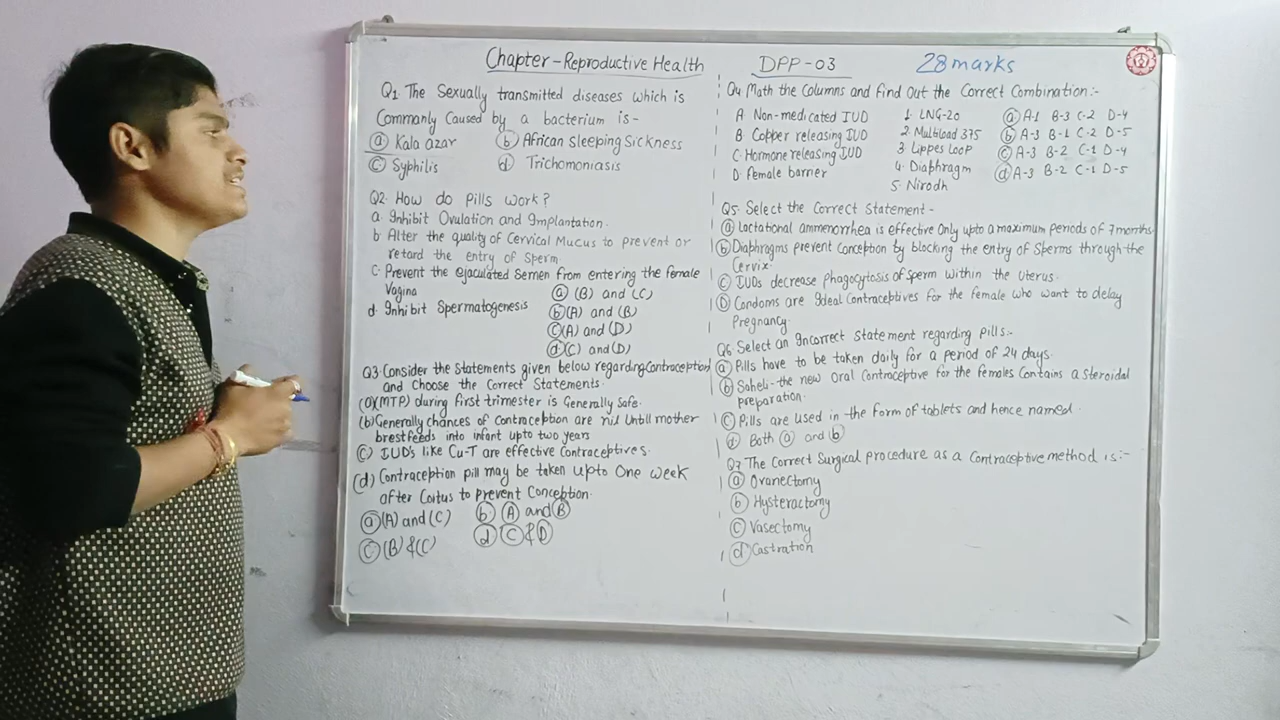 Chapter-Reproductive Health DPP-03 28 marks
Q1 The Sexually transmitted diseases which is
Commonly Caused by a bacterium is-
(a) Kala azar (b) African Sleeping Sickness
(c) Syphilis (d) Trichomoniasis
Q2. How do Pills work?
a. Inhibit Ovulation and Implantation.
b Alter the quality of Cervical Mucus to prevent or
retard the entry of Sperm.
C. Prevent the ejaculated Semen from entering the female
Vagina
d. Inhibit Spermatogenesis
(a) (B) and (C)
(b) (A) and (B)
(c) (A) and (D)
(d) (C) and (D)
Q3. Consider the Statements given below regarding Contraception
and Choose the Correct Statements.
(a) (MTP) during first trimester is Generally Safe.
(b) Generally chances of Contraception are nil Untill mother
brestfeeds into infant upto two years
(C) IUD's like Cu-T are effective Contraceptives.
(d) Contraception pill may be taken upto One week
after Coitus to prevent Conception.
(a) (A) and (C) (b) (A) and (B)
(c) (B) & (C) (d) (C) & (D)
Q4 Math the Columns and find Out the Correct Combination:-
A Non-medicated IUD 1. LNG-20 (a) A-1 B-3 C-2 D-4
B Copper releasing IUD 2. Multiload 375 (b) A-3 B-1 C-2 D-5
C. Hormone releasing IUD 3. Lippes Loop (c) A-3 B-2 C-1 D-4
D. Female barrier 4. Diaphragm (d) A-3 B-2 C-1 D-5
5. Nirodh
Q5. Select the Correct Statement-
(a) Lactational ammenorrhea is effective Only upto a maximum periods of 7 months
(b) Diaphragms prevent Conception by blocking the entry of Sperms through the
Cervix.
(C) IUDs decrease phagocytosis of sperm within the Uterus.
(D) Condoms are Ideal Contraceptives for the female who want to delay
Pregnancy.
Q6 Select an Incorrect Statement regarding pills:-
(a) Pills have to be taken daily for a period of 24 days.
(b) Saheli-the new Oral Contraceptive for the females Contains a steroidal
preparation.
(C) Pills are used in the form of tablets and hence named.
(d) Both (a) and (b)
Q7 The Correct Surgical procedure as a Contraceptive method is:-
(a) Ovariectomy
(b) Hysteractomy
(c) Vasectomy
(d) Castration